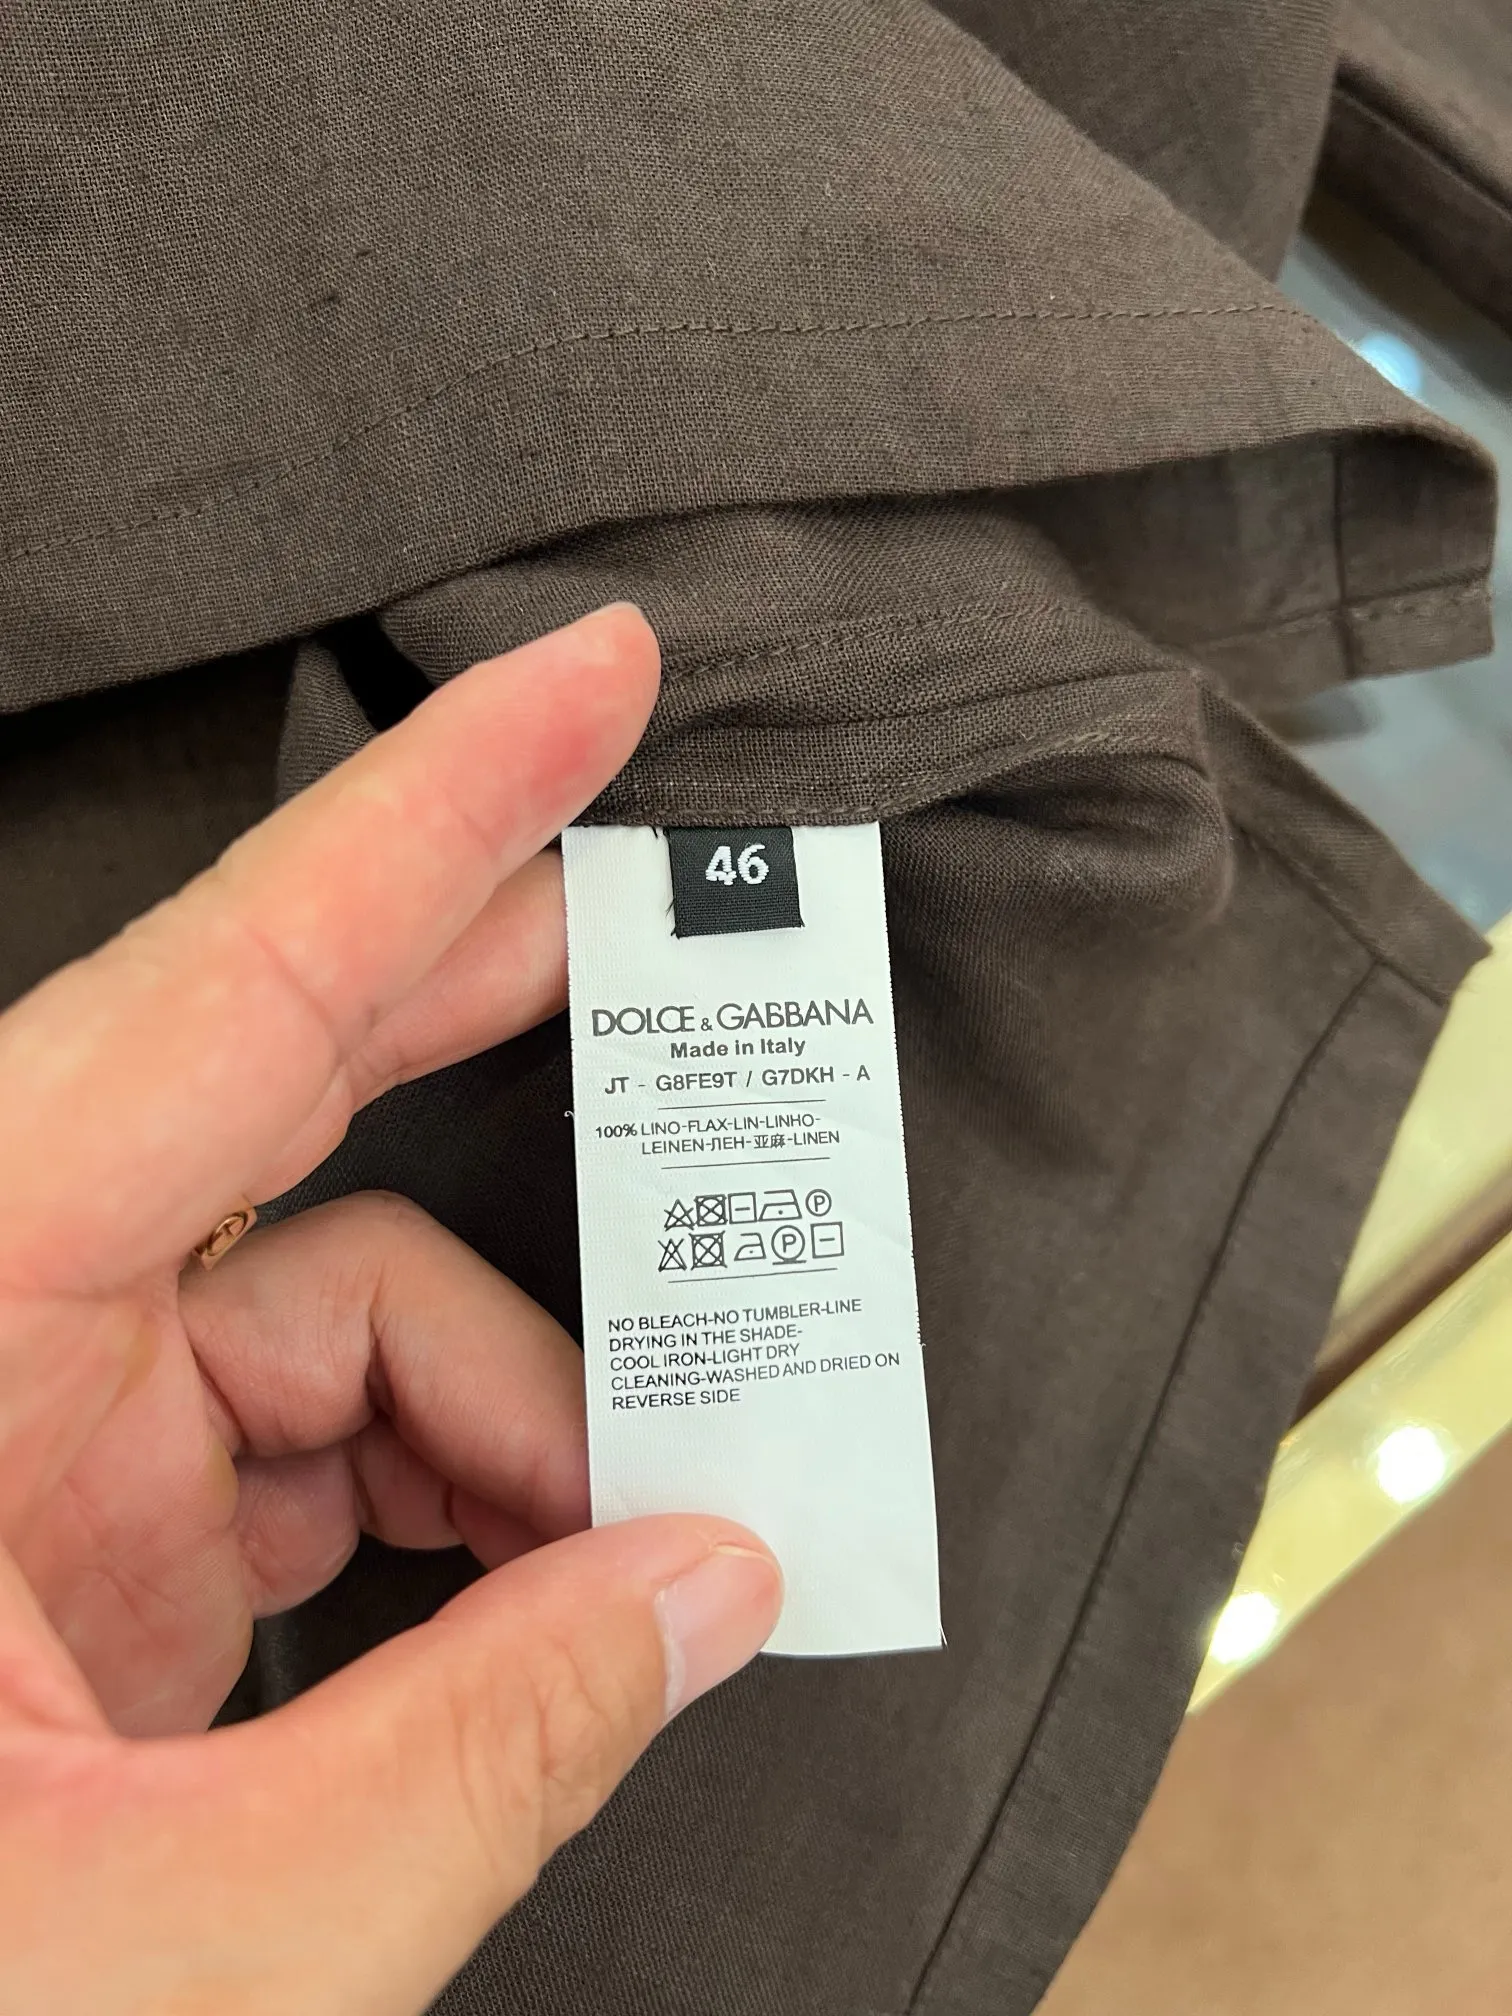 46
DOLCE & GABBANA
Made in Italy
JT - G8FE9T / G7DKH - A
100% LINO-FLAX-LIN-LINHO-
LEINEN-ЛЕН-亚麻-LINEN
P
P
NO BLEACH-NO TUMBLER-LINE
DRYING IN THE SHADE-
COOL IRON-LIGHT DRY
CLEANING-WASHED AND DRIED ON
REVERSE SIDE